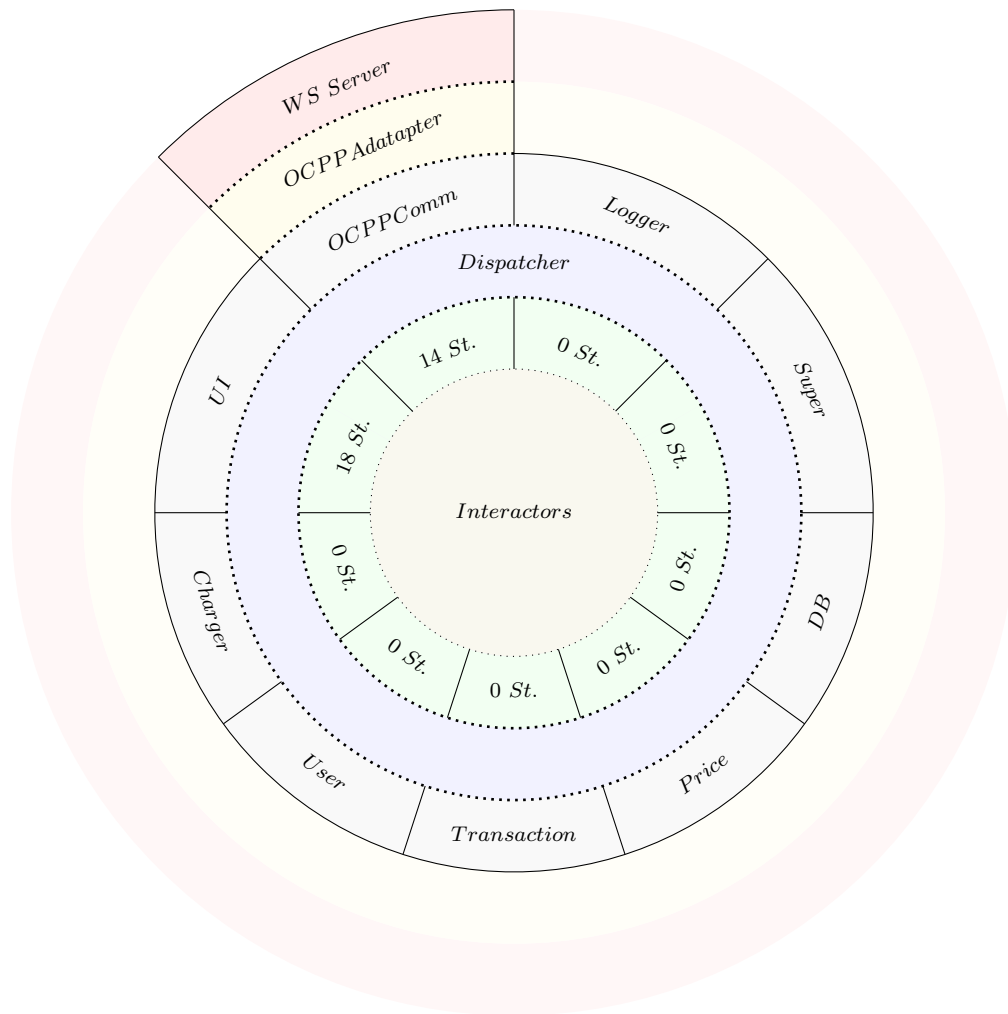 WS Server
OCPPAdatapter
OCPPComm
Logger
Dispatcher
14 St.
0 St.
UI
Super
18 St.
0 St.
Interactors
0 St.
0 St.
Charger
DB
0 St.
0 St.
0 St.
User
Price
Transaction